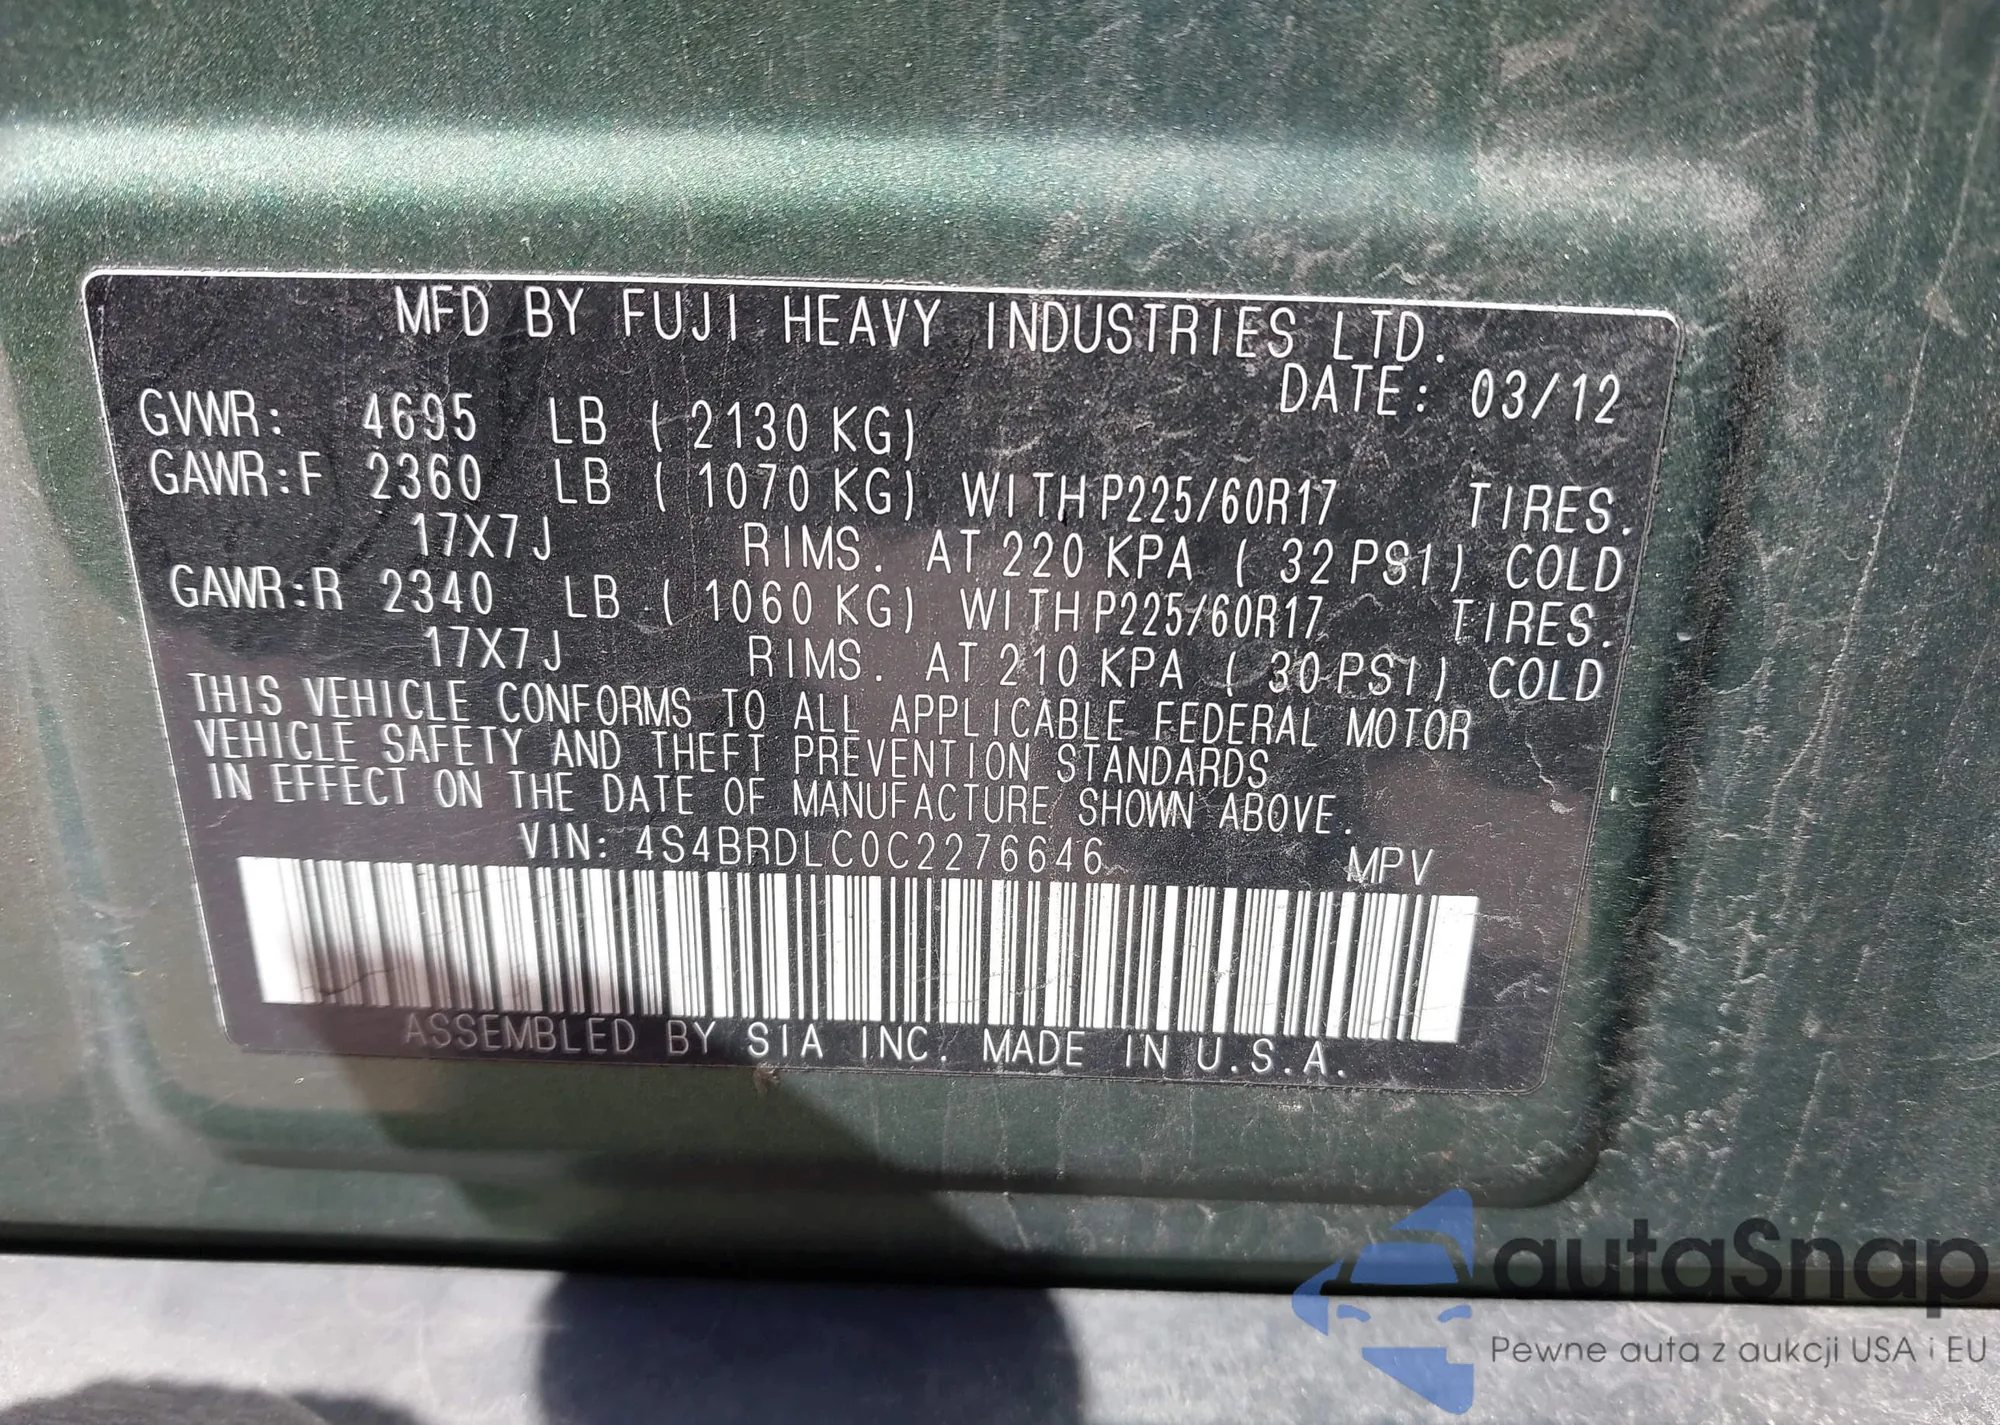 MFD BY FUJI HEAVY INDUSTRIES LTD.
DATE: 03/12
GVWR: 4695 LB ( 2130 KG)
GAWR:F 2360 LB ( 1070 KG) WITH P225/60R17 TIRES.
17X7J RIMS. AT 220 KPA ( 32 PSI) COLD
GAWR:R 2340 LB ( 1060 KG) WITH P225/60R17 TIRES.
17X7J RIMS. AT 210 KPA ( 30 PSI) COLD
THIS VEHICLE CONFORMS TO ALL APPLICABLE FEDERAL MOTOR
VEHICLE SAFETY AND THEFT PREVENTION STANDARDS
IN EFFECT ON THE DATE OF MANUFACTURE SHOWN ABOVE.
VIN: 4S4BRDLC0C2276646 MPV
ASSEMBLED BY SIA INC. MADE IN U.S.A.
autaSnap
Pewne auta z aukcji USA i EU